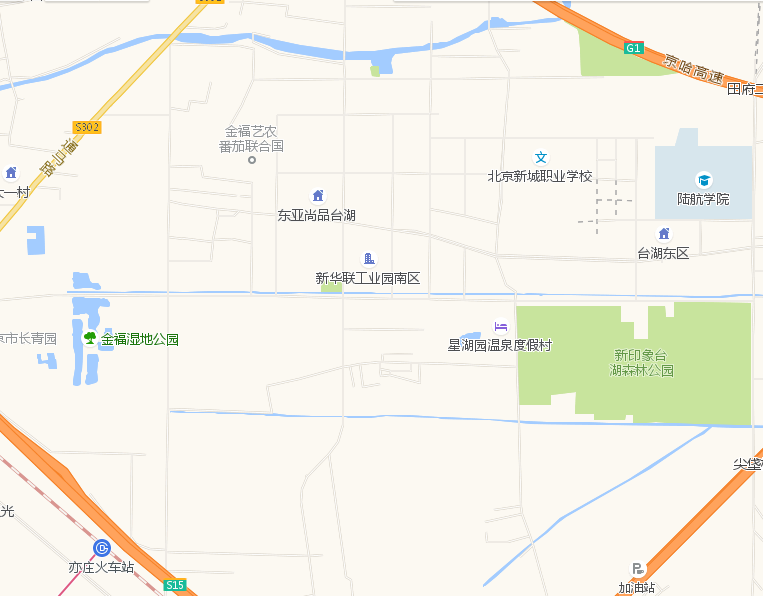 G1
京哈高速
S302
通马路
金福艺农
番茄联合国
北京新城职业学校
陆航学院
东亚尚品台湖
台湖东区
新华联工业园南区
金福湿地公园
市长青园
星湖园温泉度假村
新印象台
湖森林公园
亦庄火车站
S15
加油站